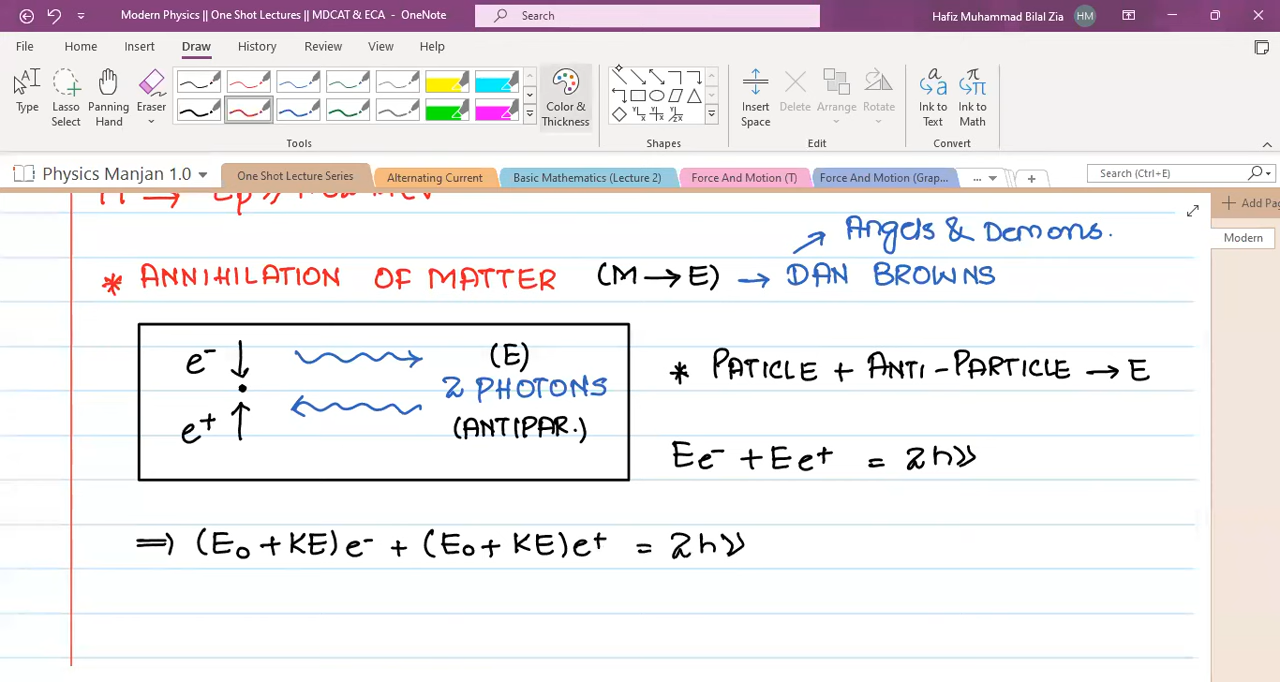 Modern Physics || One Shot Lectures || MDCAT & ECA - OneNote
Search
Hafiz Muhammad Bilal Zia HM
File Home Insert Draw History Review View Help
Type Lasso Select Panning Hand Eraser Color & Thickness Insert Space Delete Arrange Rotate Ink to Text Ink to Math
Tools Shapes Edit Convert
Physics Manjan 1.0 One Shot Lecture Series Alternating Current Basic Mathematics (Lecture 2) Force And Motion (T) Force And Motion (Grap... ... Search (Ctrl+E)
Add Pag
Modern
Angels & Demons.
* ANNIHILATION OF MATTER (M → E) → DAN BROWNS
e⁻ ↓ (E)
2 PHOTONS
e⁺ ↑ (ANTIPAR.)
* PATICLE + ANTI-PARTICLE → E
Ee⁻ + Ee⁺ = 2hν
⇒ (E₀ + KE)e⁻ + (E₀ + KE)e⁺ = 2hν